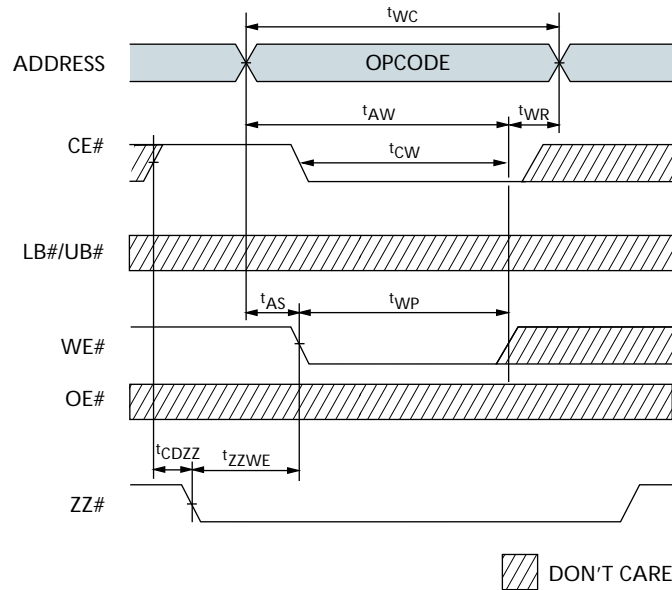 tWC
ADDRESS
OPCODE
tAW
tWR
CE#
tCW
LB#/UB#
tAS
tWP
WE#
OE#
tCDZZ
tZZWE
ZZ#
DON'T CARE